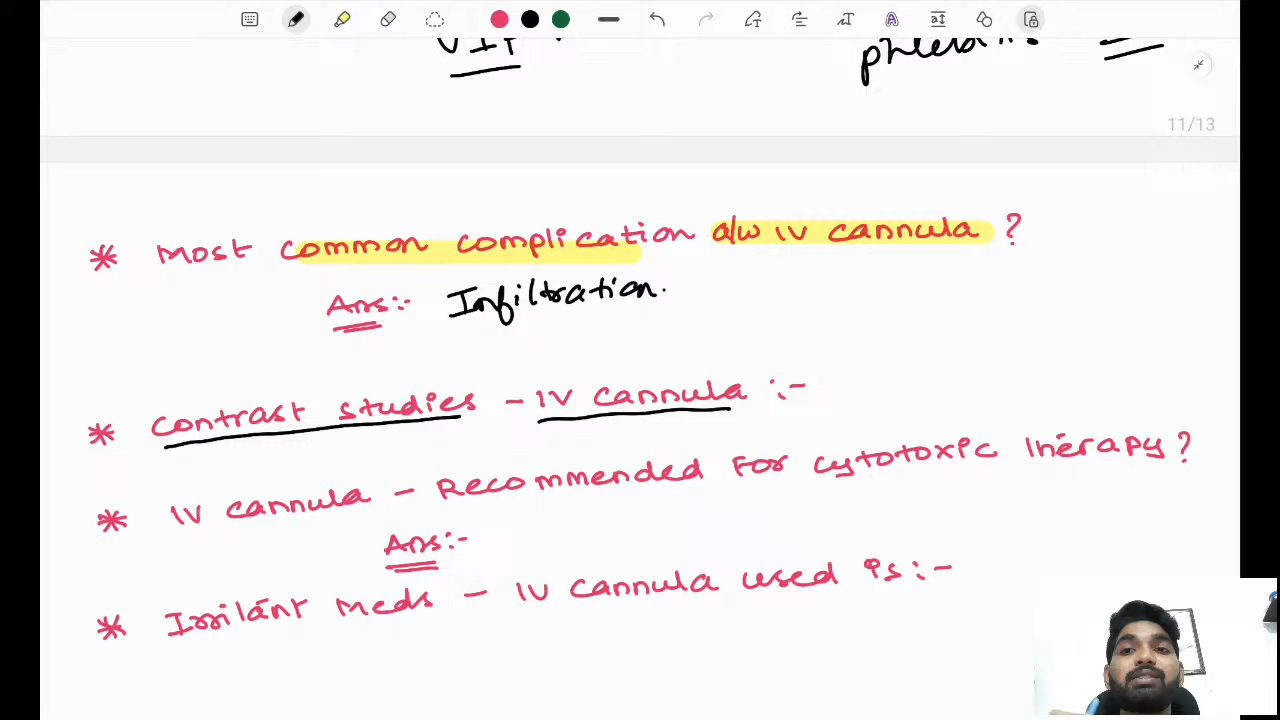 VIP
11/13
* Most common complication a/w IV cannula ?
Ans:- Infiltration.
* Contrast studies - IV cannula :-
* IV cannula - Recommended For cytotoxic Therapy ?
Ans:-
* Irritant Meds - IV cannula used is :-